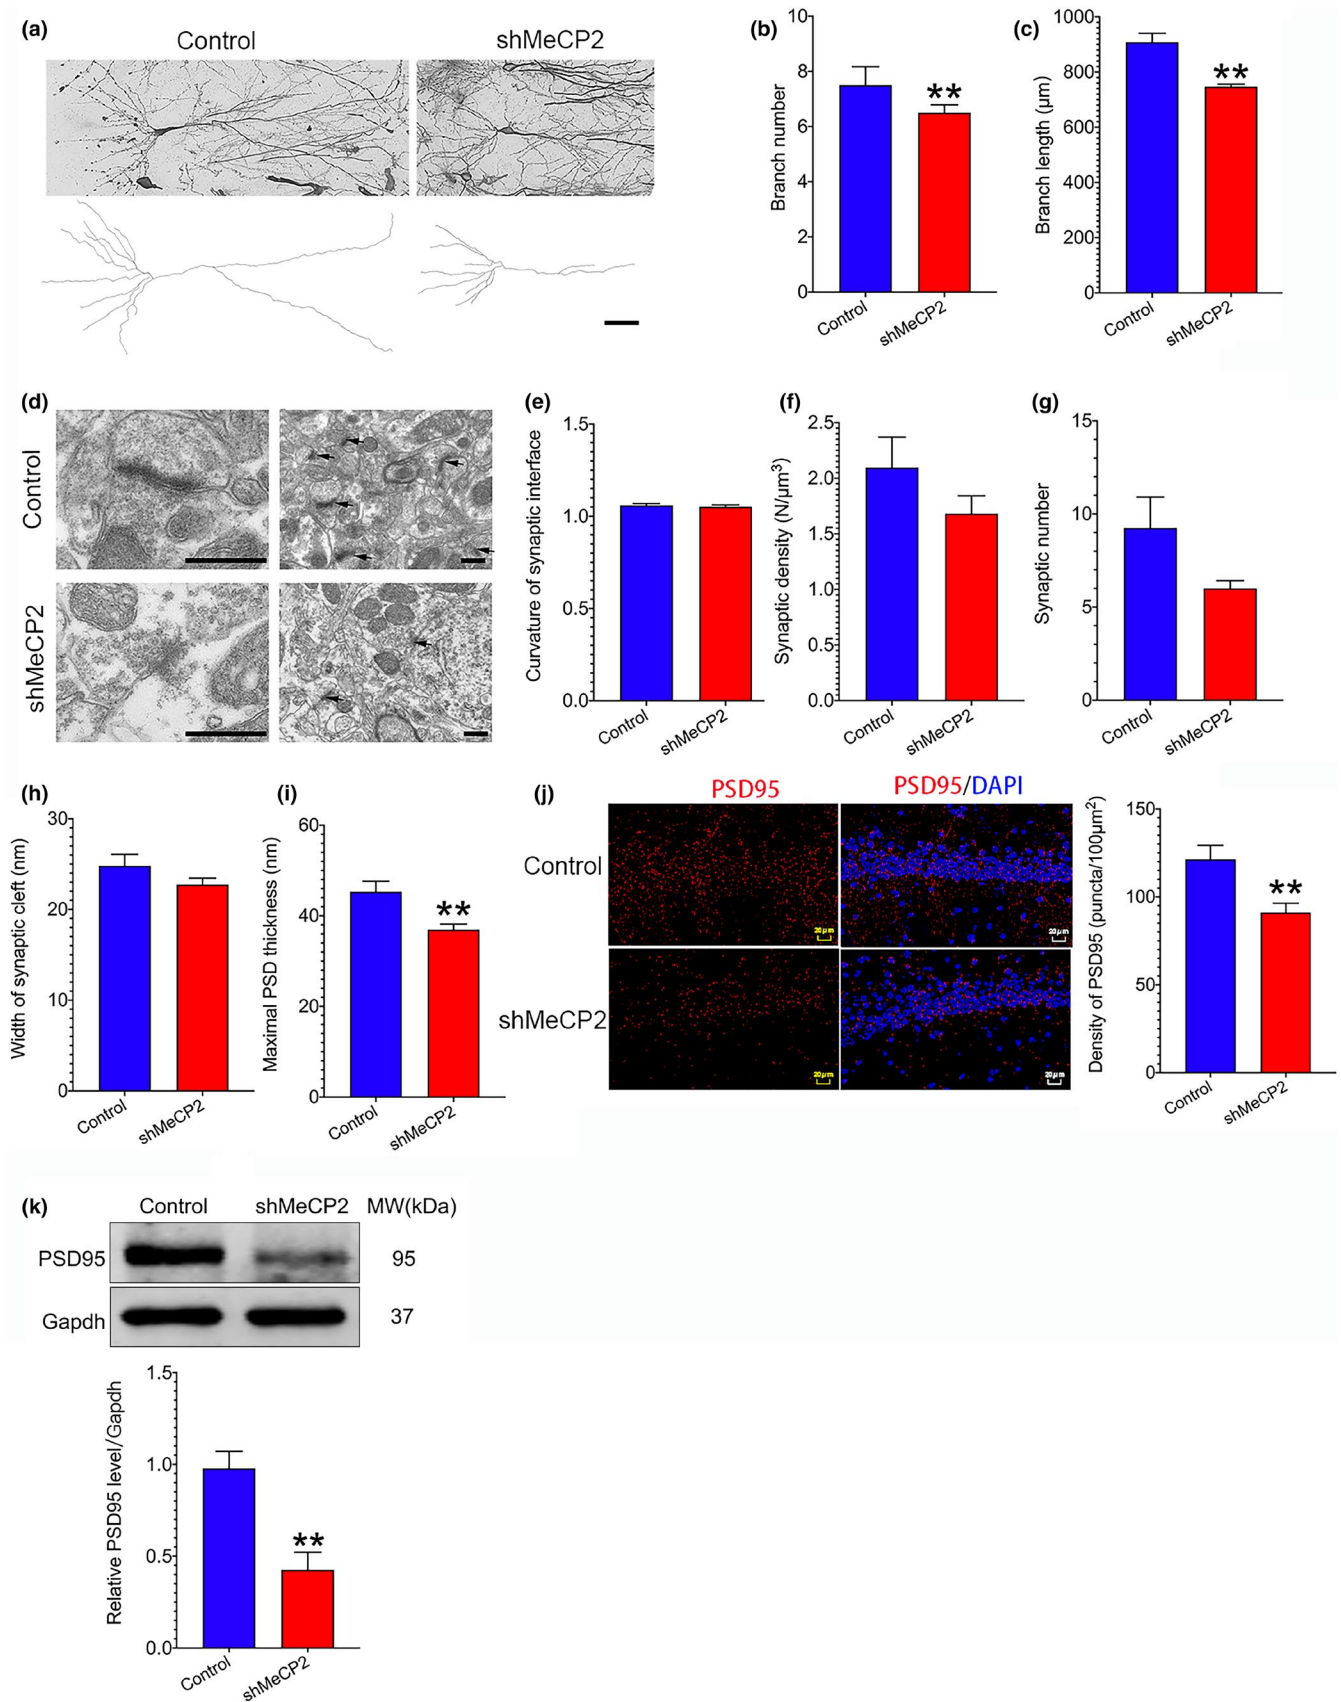 (a)
Control
shMeCP2
(b)
Branch number
10
8
6
4
2
0
**
Control
shMeCP2
(c)
Branch length (μm)
1000
800
600
400
200
0
**
Control
shMeCP2
(d)
Control
shMeCP2
(e)
Curvature of synaptic interface
1.5
1.0
0.5
0.0
Control
shMeCP2
(f)
Synaptic density (N/μm³)
2.5
2.0
1.5
1.0
0.5
0.0
Control
shMeCP2
(g)
Synaptic number
15
10
5
0
Control
shMeCP2
(h)
Width of synaptic cleft (nm)
30
20
10
0
Control
shMeCP2
(i)
Maximal PSD thickness (nm)
60
40
20
0
**
Control
shMeCP2
(j)
PSD95
PSD95/DAPI
Control
20μm
20μm
shMeCP2
20μm
20μm
Density of PSD95 (puncta/100μm²)
150
100
50
0
**
Control
shMeCP2
(k)
Control shMeCP2 MW(kDa)
PSD95 95
Gapdh 37
Relative PSD95 level/Gapdh
1.5
1.0
0.5
0.0
**
Control
shMeCP2